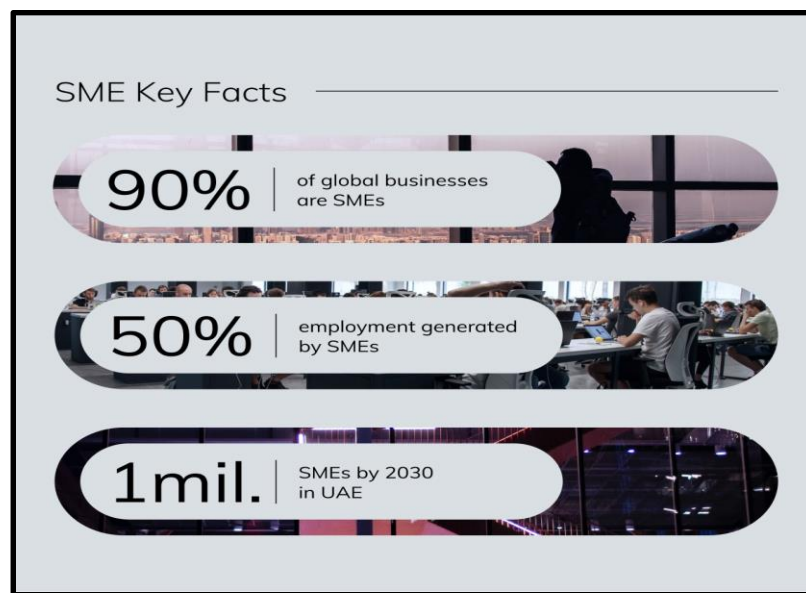 SME Key Facts
90%
of global businesses
are SMEs
50%
employment generated
by SMEs
1mil.
SMEs by 2030
in UAE